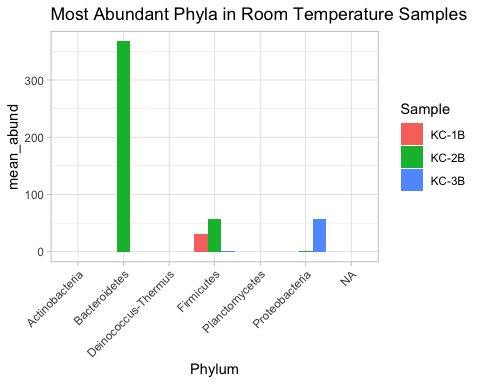 Most Abundant Phyla in Room Temperature Samples
mean_abund
300
200
100
0
Actinobacteria
Bacteroidetes
Deinococcus-Thermus
Firmicutes
Planctomycetes
Proteobacteria
NA
Phylum
Sample
KC-1B
KC-2B
KC-3B